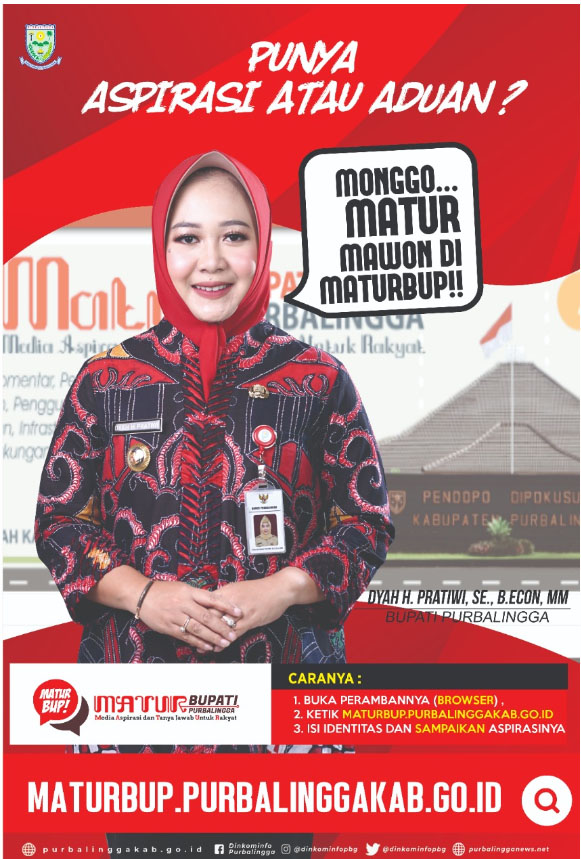 PUNYA
ASPIRASI ATAU ADUAN?
MONGGO...
MATUR
MAWON DI
MATURBUP!!
PURBALINGGA
Untuk Rakyat
PENDOPO DIPOKUSU
KABUPATEN PURBALIN
DYAH H. PRATIWI, SE., B.ECON, MM
BUPATI PURBALINGGA
MATUR
BUP!
MATUR BUPATI
PURBALINGGA
Media Aspirasi dan Tanya Jawab Untuk Rakyat
CARANYA :
1. BUKA PERAMBANNYA (BROWSER) ,
2. KETIK MATURBUP.PURBALINGGAKAB.GO.ID
3. ISI IDENTITAS DAN SAMPAIKAN ASPIRASINYA
MATURBUP.PURBALINGGAKAB.GO.ID
purbalinggakab.go.id
Dinkominfo
Purbalingga
@dinkominfopbg
@dinkominfopbg
purbalingganews.net